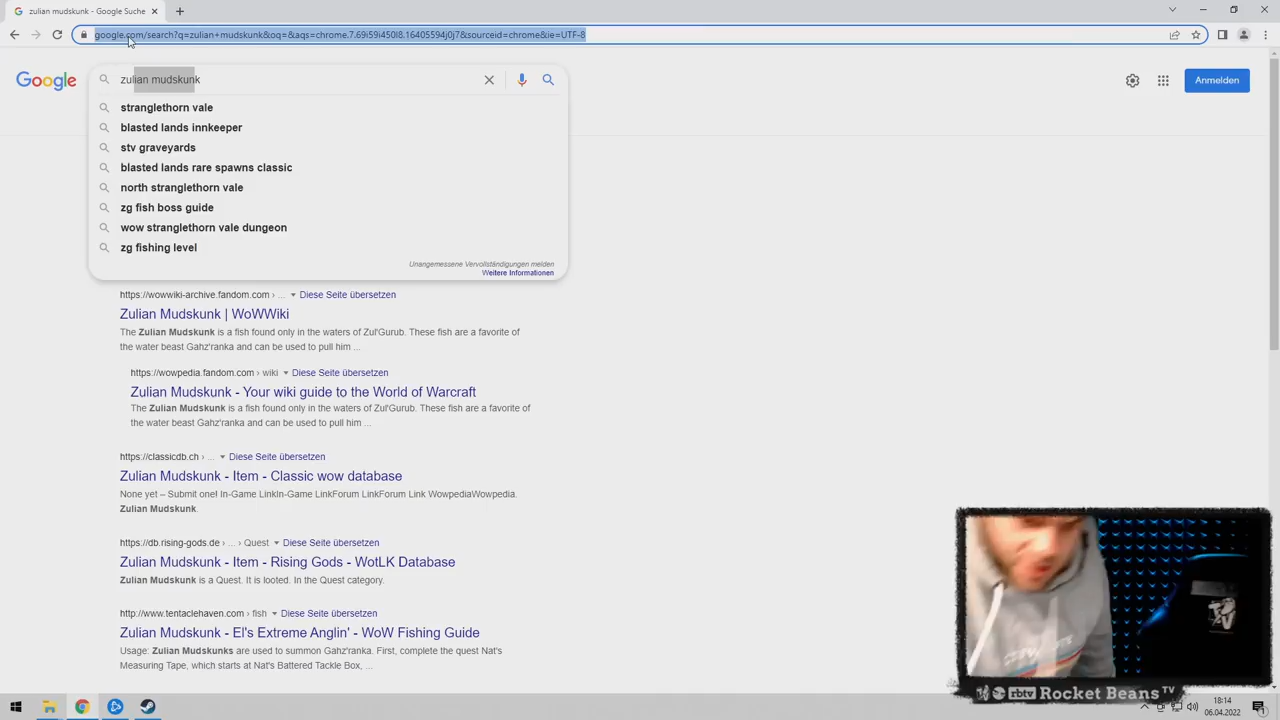 zulian mudskunk - Google Search
google.com/search?q=zulian+mudskunk&oq=&aqs=chrome.7.69i59i450l8.16405594j0j7&sourceid=chrome&ie=UTF-8
Google
zulian mudskunk
Anmelden
stranglethorn vale
blasted lands innkeeper
stv graveyards
blasted lands rare spawns classic
north stranglethorn vale
zg fish boss guide
wow stranglethorn vale dungeon
zg fishing level
Unangemessene Vervollständigungen melden
Weitere Informationen
https://wowwiki-archive.fandom.com › ... Diese Seite übersetzen
Zulian Mudskunk | WoWWiki
The Zulian Mudskunk is a fish found only in the waters of Zul'Gurub. These fish are a favorite of
the water beast Gahz'ranka and can be used to pull him ...
https://wowpedia.fandom.com › wiki Diese Seite übersetzen
Zulian Mudskunk - Your wiki guide to the World of Warcraft
The Zulian Mudskunk is a fish found only in the waters of Zul'Gurub. These fish are a favorite of
the water beast Gahz'ranka and can be used to pull him ...
https://classicdb.ch › ... Diese Seite übersetzen
Zulian Mudskunk - Item - Classic wow database
None yet – Submit one! In-Game LinkIn-Game LinkForum LinkForum Link WowpediaWowpedia.
Zulian Mudskunk.
https://db.rising-gods.de › ... › Quest Diese Seite übersetzen
Zulian Mudskunk - Item - Rising Gods - WotLK Database
Zulian Mudskunk is a Quest. It is looted. In the Quest category.
http://www.tentaclehaven.com › fish Diese Seite übersetzen
Zulian Mudskunk - El's Extreme Anglin' - WoW Fishing Guide
Usage: Zulian Mudskunks are used to summon Gahz'ranka. First, complete the quest Nat's
Measuring Tape, which starts at Nat's Battered Tackle Box, ...
rbtv Rocket Beans TV
18:14
06.04.2022